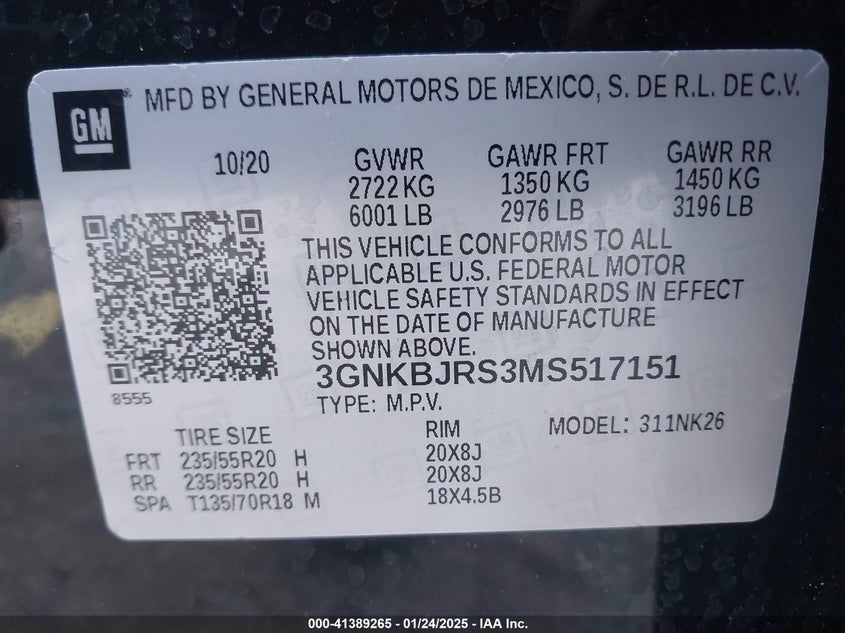 GM® MFD BY GENERAL MOTORS DE MEXICO, S. DE R.L. DE C.V.
10/20 GVWR GAWR FRT GAWR RR
2722 KG 1350 KG 1450 KG
6001 LB 2976 LB 3196 LB
THIS VEHICLE CONFORMS TO ALL
APPLICABLE U.S. FEDERAL MOTOR
VEHICLE SAFETY STANDARDS IN EFFECT
ON THE DATE OF MANUFACTURE
SHOWN ABOVE.
3GNKBJRS3MS517151
8555
TYPE: M.P.V.
TIRE SIZE RIM MODEL: 311NK26
FRT 235/55R20 H 20X8J
RR 235/55R20 H 20X8J
SPA T135/70R18 M 18X4.5B
000-41389265 - 01/24/2025 - IAA Inc.